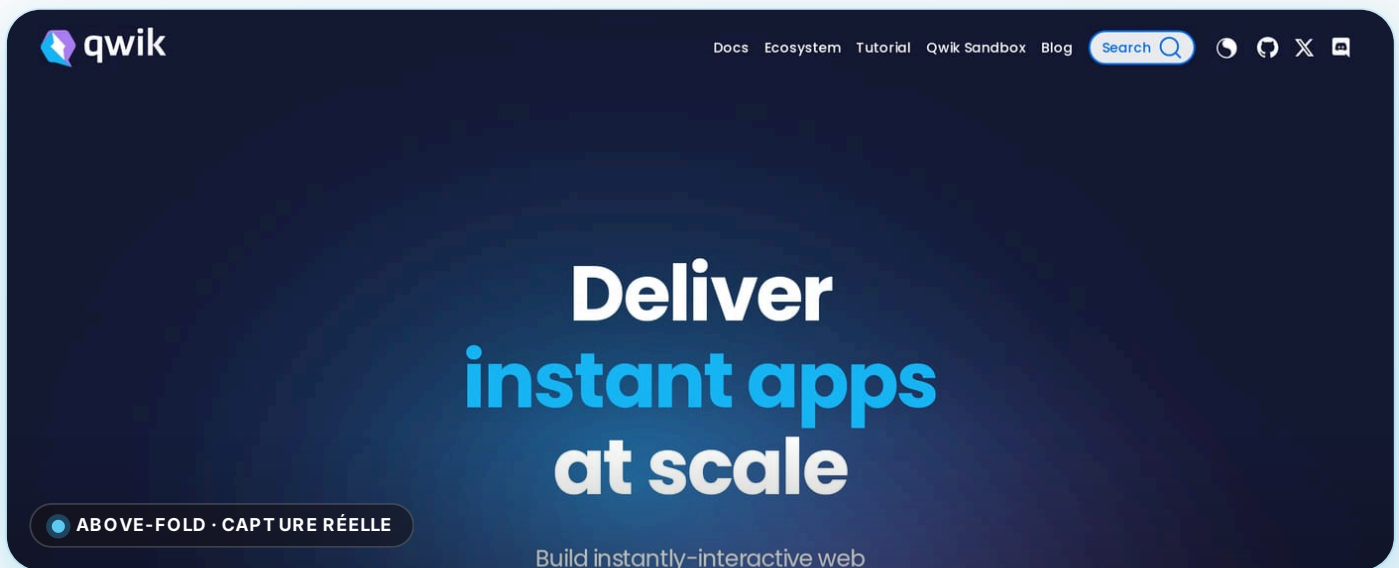 qwik
Docs Ecosystem Tutorial Qwik Sandbox Blog Search
Deliver
instant apps
at scale
Build instantly-interactive web
ABOVE-FOLD · CAPTURE RÉELLE